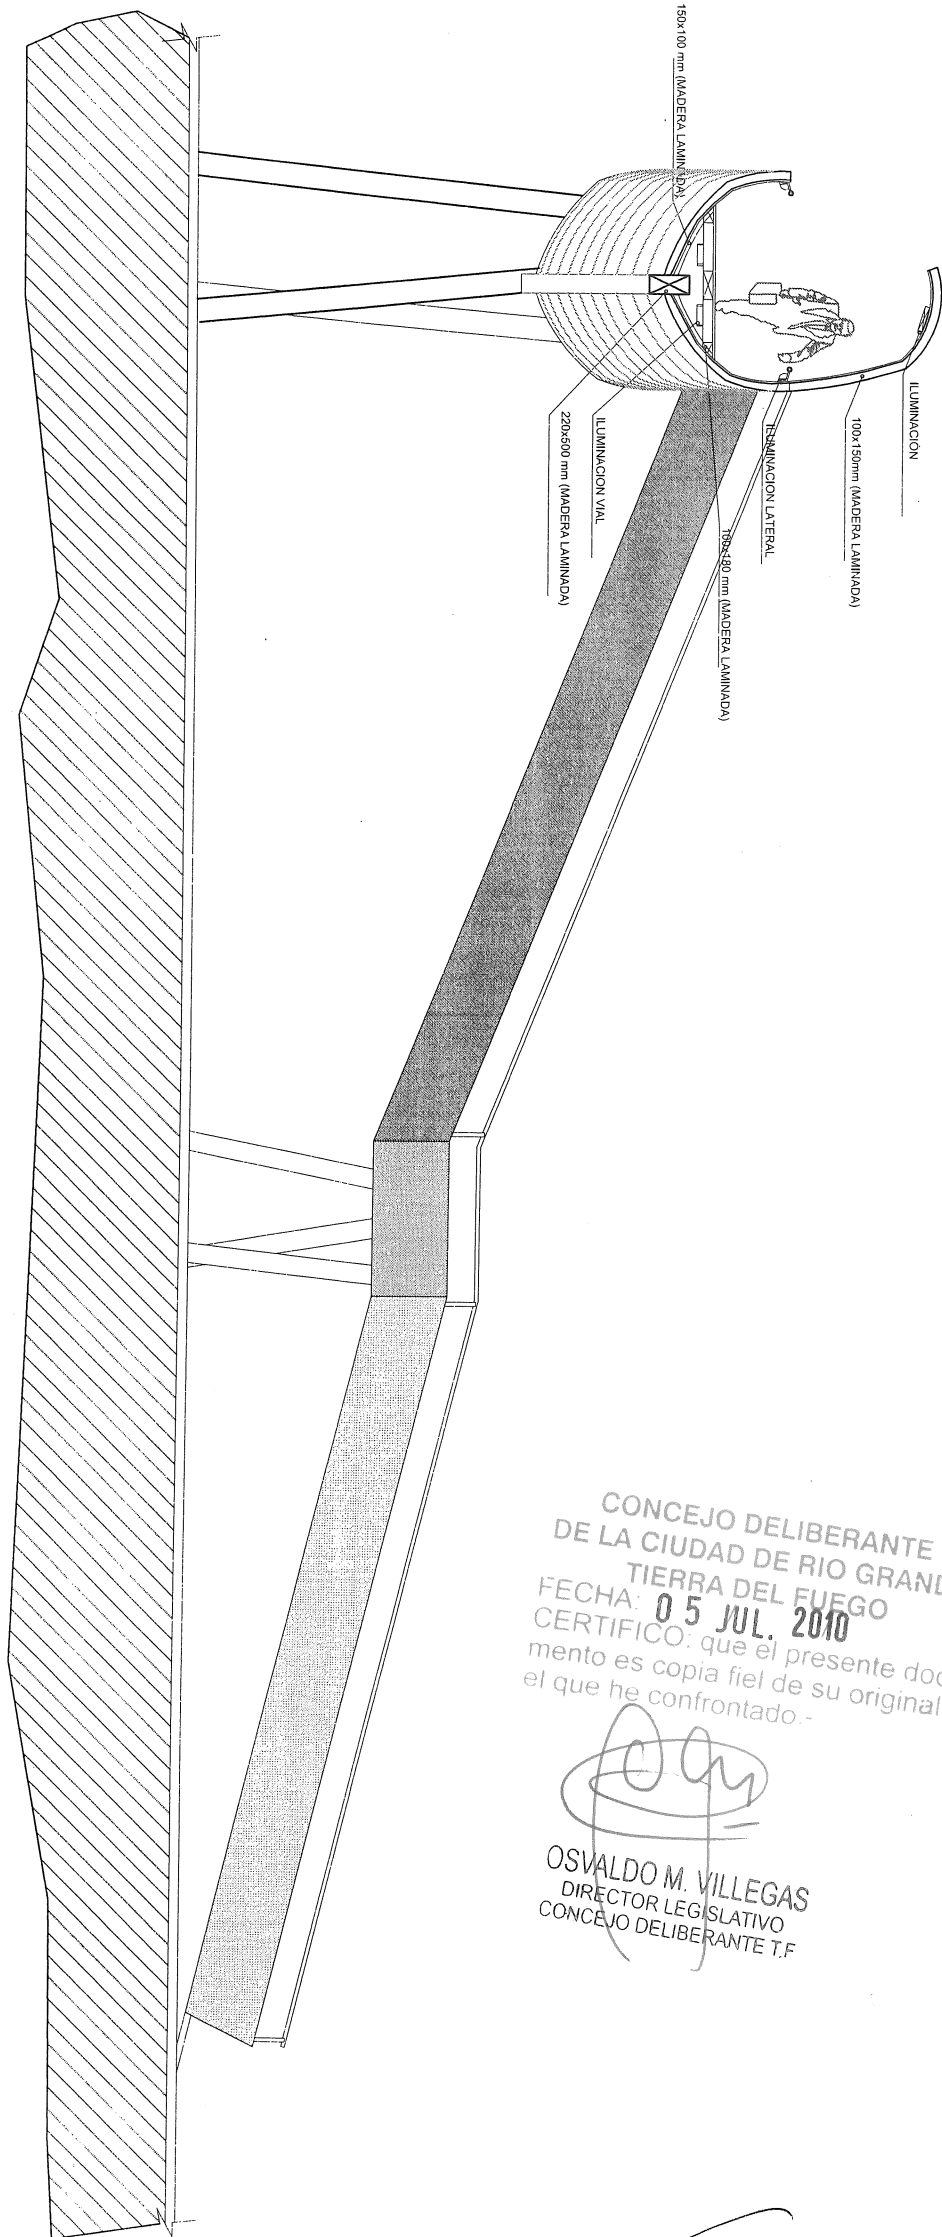 150x100 mm (MADERA LAMINADA)
ILUMINACIÓN
100x150mm (MADERA LAMINADA)
ILUMINACION LATERAL
100x180 mm (MADERA LAMINADA)
ILUMINACION VIAL
220x500 mm (MADERA LAMINADA)
CONCEJO DELIBERANTE
DE LA CIUDAD DE RIO GRAND
TIERRA DEL FUEGO
FECHA: 05 JUL. 2010
CERTIFICO: que el presente doc
mento es copia fiel de su original
el que he confrontado.-
OSVALDO M. VILLEGAS
DIRECTOR LEGISLATIVO
CONCEJO DELIBERANTE T.F